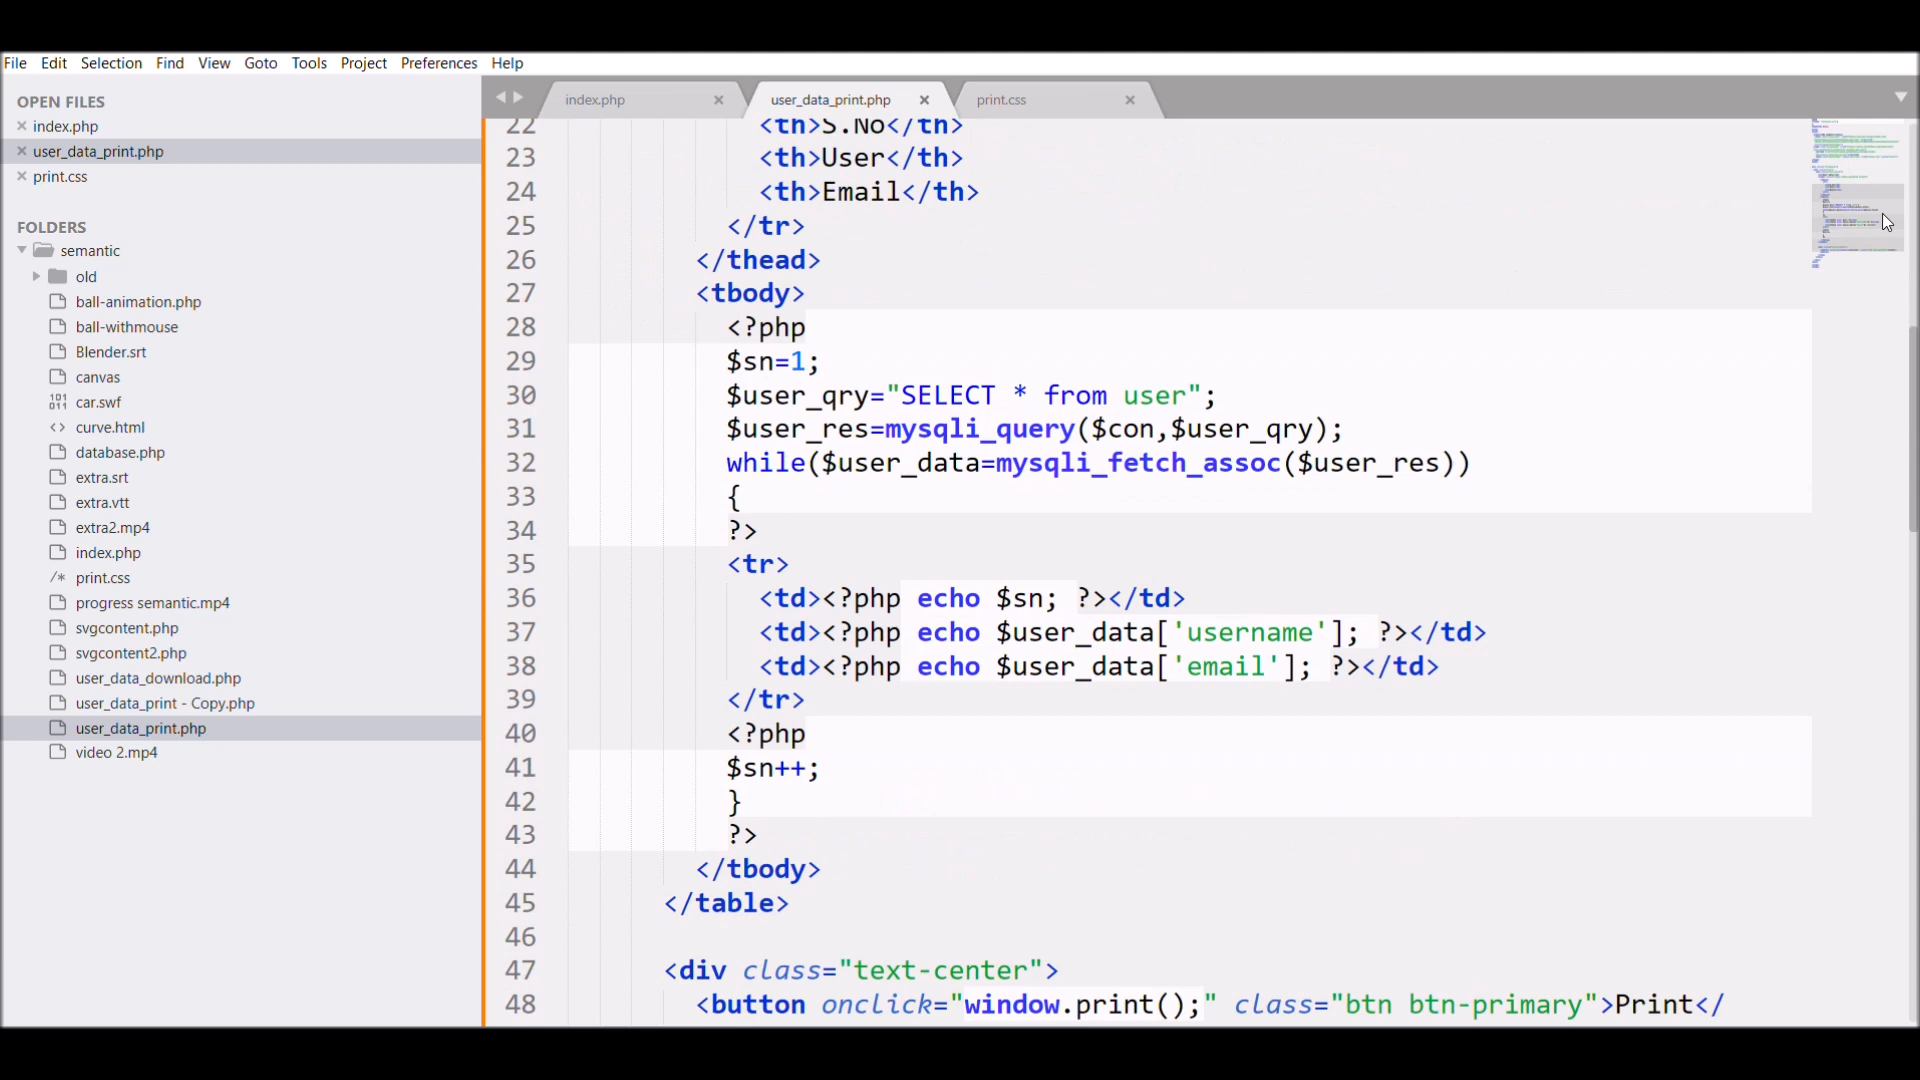 File Edit Selection Find View Goto Tools Project Preferences Help
OPEN FILES
index.php
user_data_print.php
print.css
FOLDERS
semantic
old
ball-animation.php
ball-withmouse
Blender.srt
canvas
car.swf
curve.html
database.php
extra.srt
extra.vtt
extra2.mp4
index.php
print.css
progress semantic.mp4
svgcontent.php
svgcontent2.php
user_data_download.php
user_data_print - Copy.php
user_data_print.php
video 2.mp4
index.php user_data_print.php print.css
22 <th>S.No</th>
23 <th>User</th>
24 <th>Email</th>
25 </tr>
26 </thead>
27 <tbody>
28 <?php
29 $sn=1;
30 $user_qry="SELECT * from user";
31 $user_res=mysqli_query($con,$user_qry);
32 while($user_data=mysqli_fetch_assoc($user_res))
33 {
34 ?>
35 <tr>
36 <td><?php echo $sn; ?></td>
37 <td><?php echo $user_data['username']; ?></td>
38 <td><?php echo $user_data['email']; ?></td>
39 </tr>
40 <?php
41 $sn++;
42 }
43 ?>
44 </tbody>
45 </table>
46
47 <div class="text-center">
48 <button onclick="window.print();" class="btn btn-primary">Print</